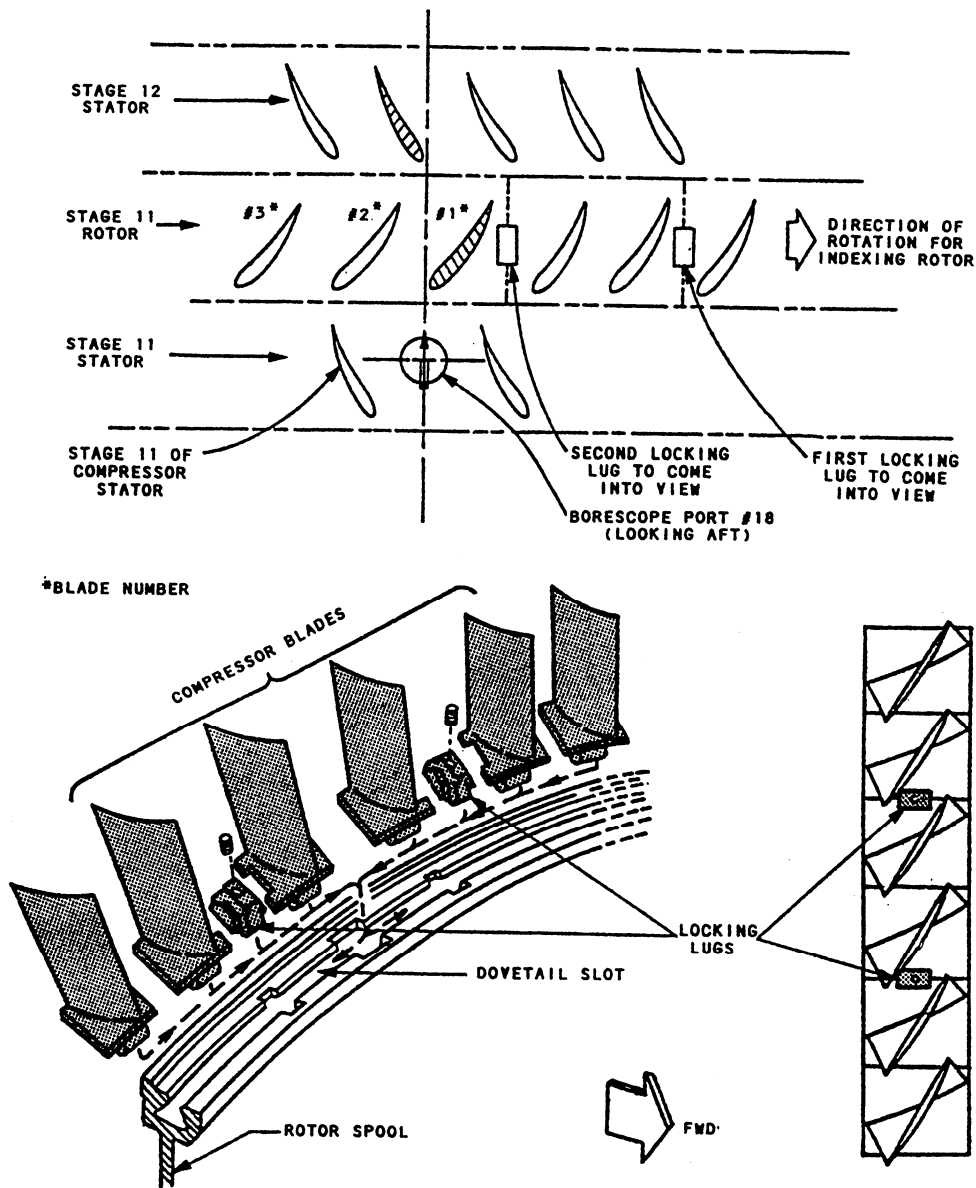 STAGE 12
STATOR
STAGE 11
ROTOR
#3*
#2*
#1*
DIRECTION OF
ROTATION FOR
INDEXING ROTOR
STAGE 11
STATOR
STAGE 11 OF
COMPRESSOR
STATOR
SECOND LOCKING
LUG TO COME
INTO VIEW
FIRST LOCKING
LUG TO COME
INTO VIEW
BORESCOPE PORT #18
(LOOKING AFT)
*BLADE NUMBER
COMPRESSOR BLADES
LOCKING
LUGS
DOVETAIL SLOT
ROTOR SPOOL
FWD